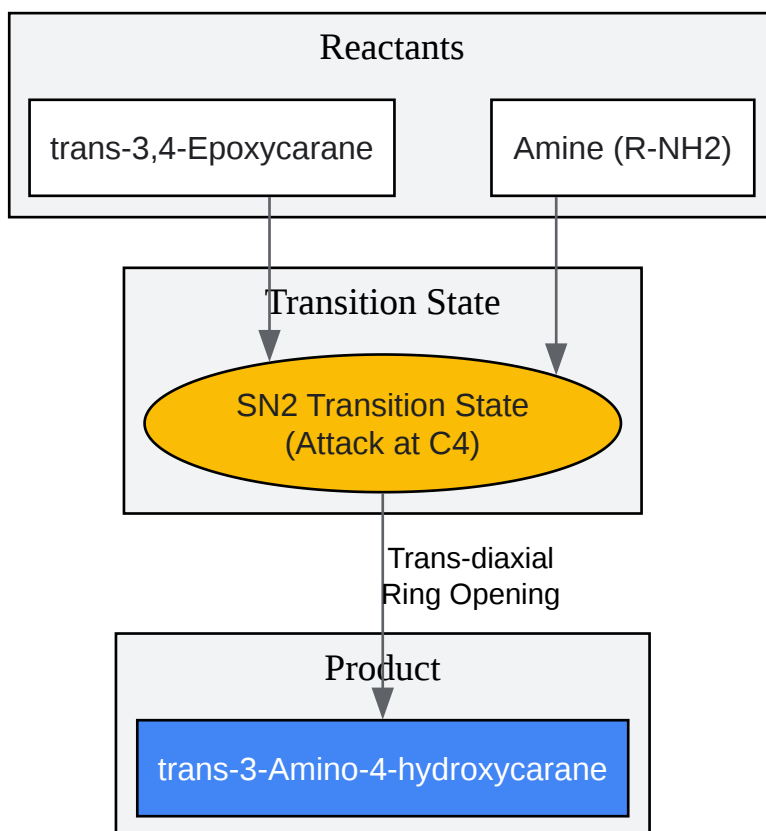 Reactants
trans-3,4-Epoxycarane
Amine (R-NH2)
Transition State
SN2 Transition State
(Attack at C4)
Trans-diaxial
Ring Opening
Product
trans-3-Amino-4-hydroxycarane